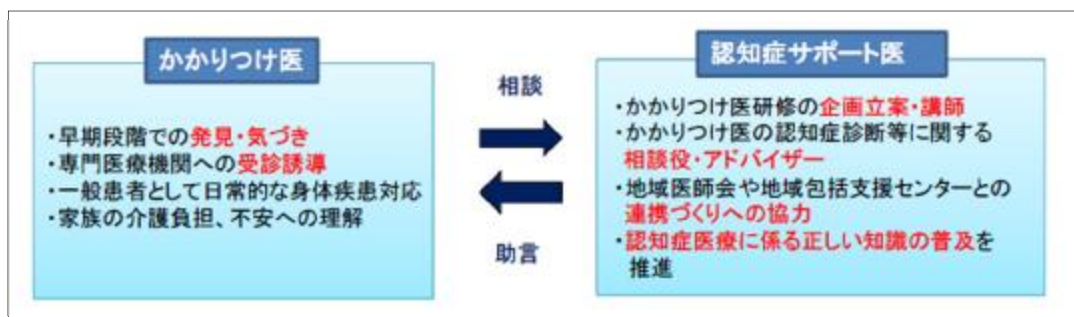 かかりつけ医
・早期段階での発見・気づき
・専門医療機関への受診誘導
・一般患者として日常的な身体疾患対応
・家族の介護負担、不安への理解
相談
助言
認知症サポート医
・かかりつけ医研修の企画立案・講師
・かかりつけ医の認知症診断等に関する
相談役・アドバイザー
・地域医師会や地域包括支援センターとの
連携づくりへの協力
・認知症医療に係る正しい知識の普及を
推進